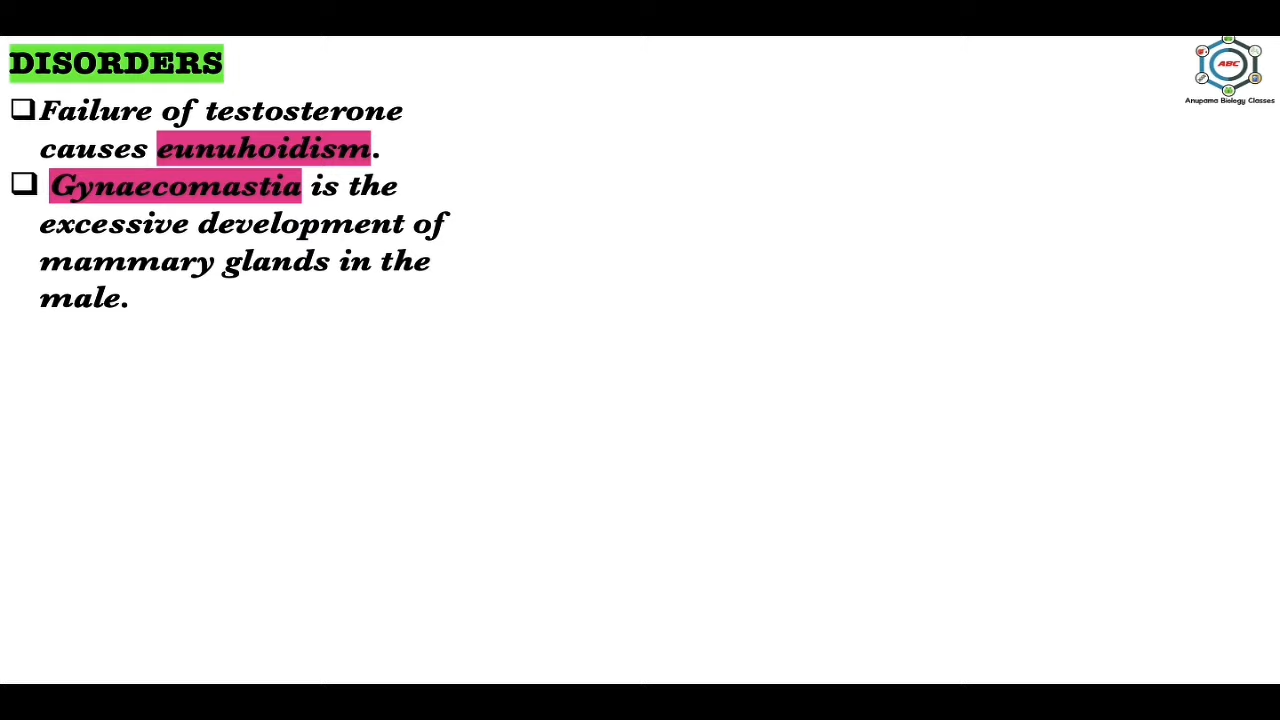 DISORDERS
Failure of testosterone
causes eunuhoidism.
Gynaecomastia is the
excessive development of
mammary glands in the
male.
ABC
Anupama Biology Classes